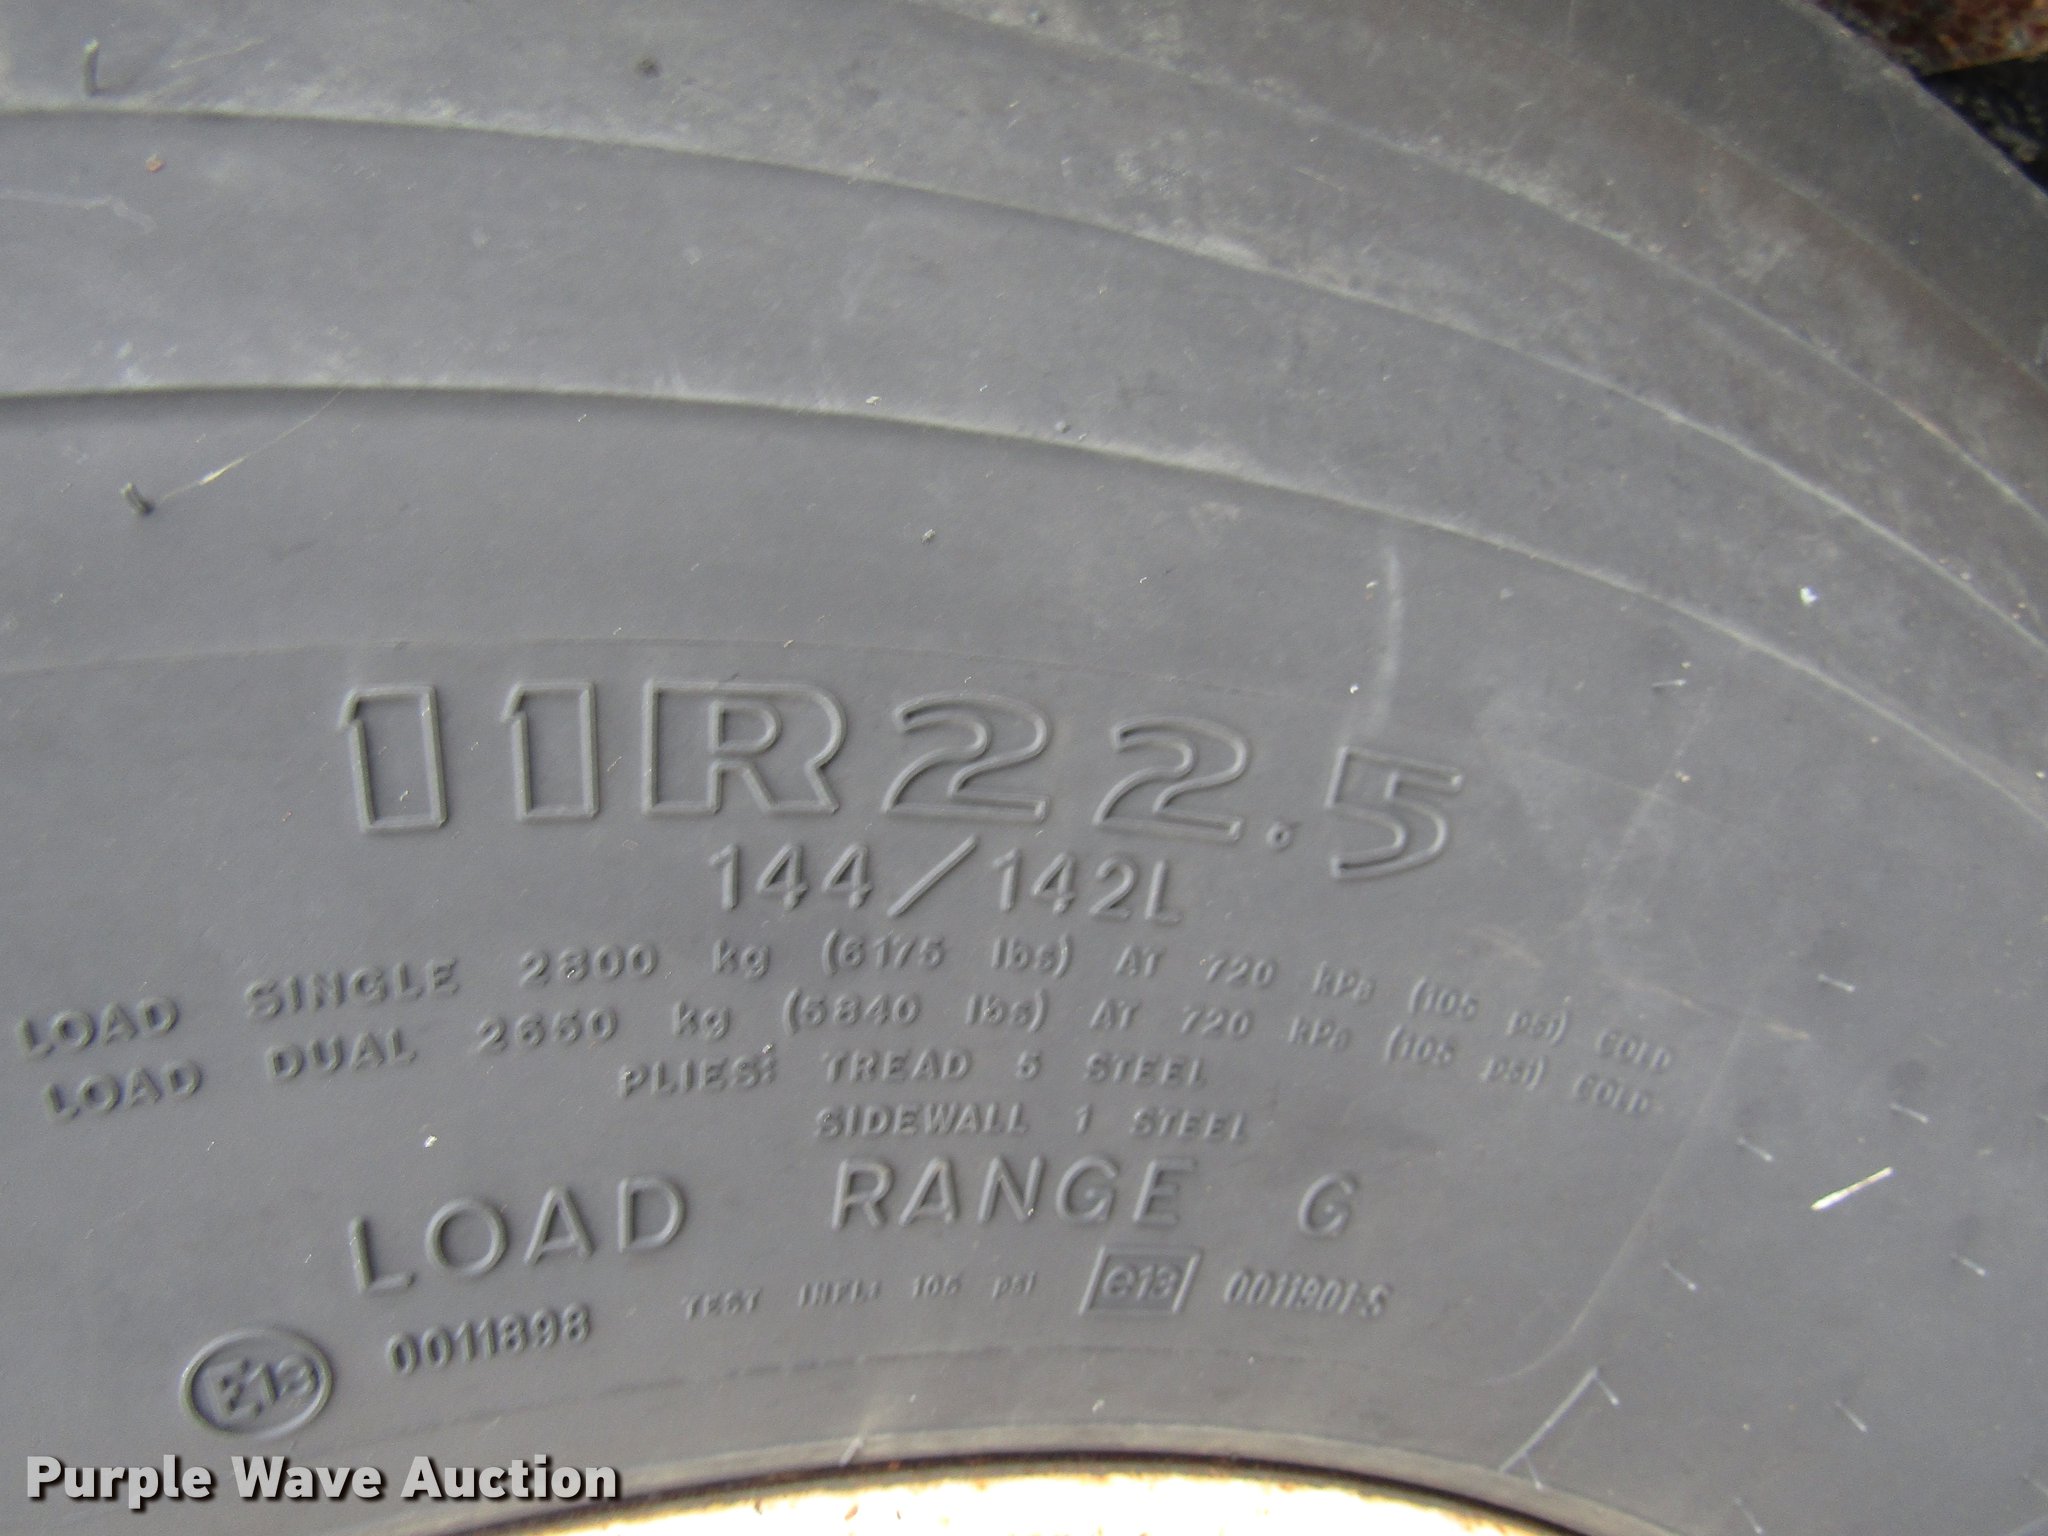 11R22.5
144/142L
LOAD SINGLE 2800 kg (6175 lbs) AT 720 kPa (105 psi) COLD
LOAD DUAL 2650 kg (5840 lbs) AT 720 kPa (105 psi) COLD
PLIES: TREAD 5 STEEL
SIDEWALL 1 STEEL
LOAD RANGE G
E13 0011898 TEST INFL: 105 psi e13 0011901-S
Purple Wave Auction